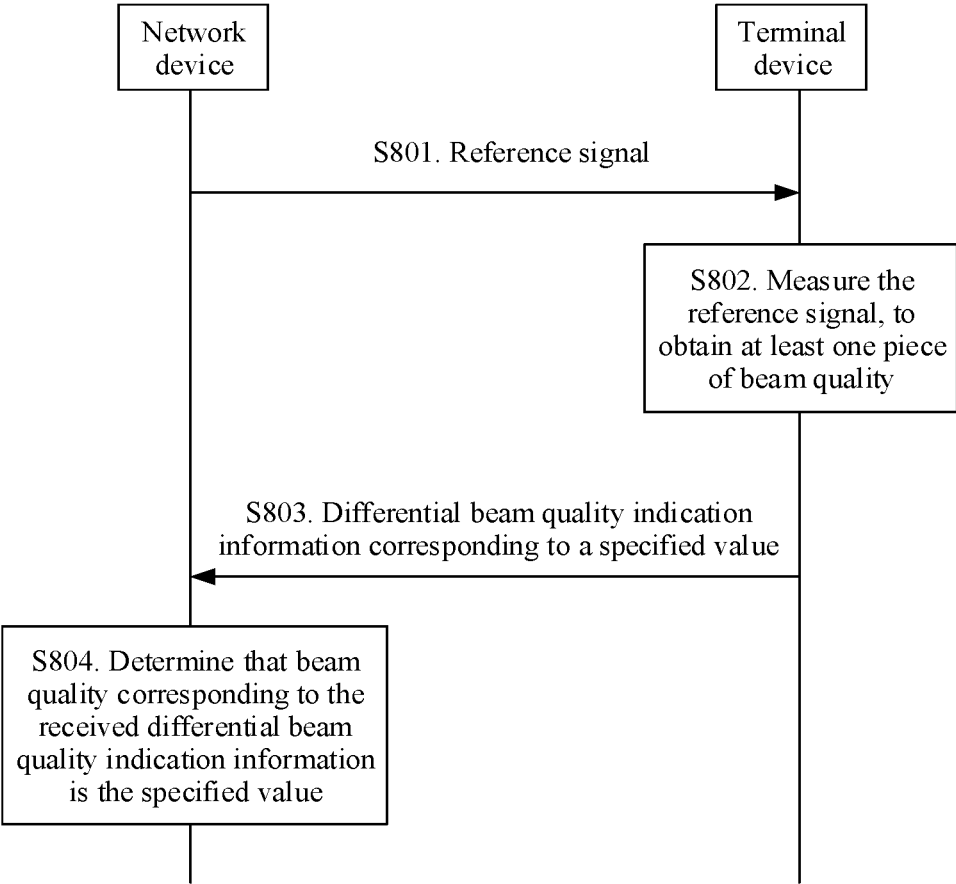 Network
device
Terminal
device
S801. Reference signal
S802. Measure the
reference signal, to
obtain at least one piece
of beam quality
S803. Differential beam quality indication
information corresponding to a specified value
S804. Determine that beam
quality corresponding to the
received differential beam
quality indication information
is the specified value